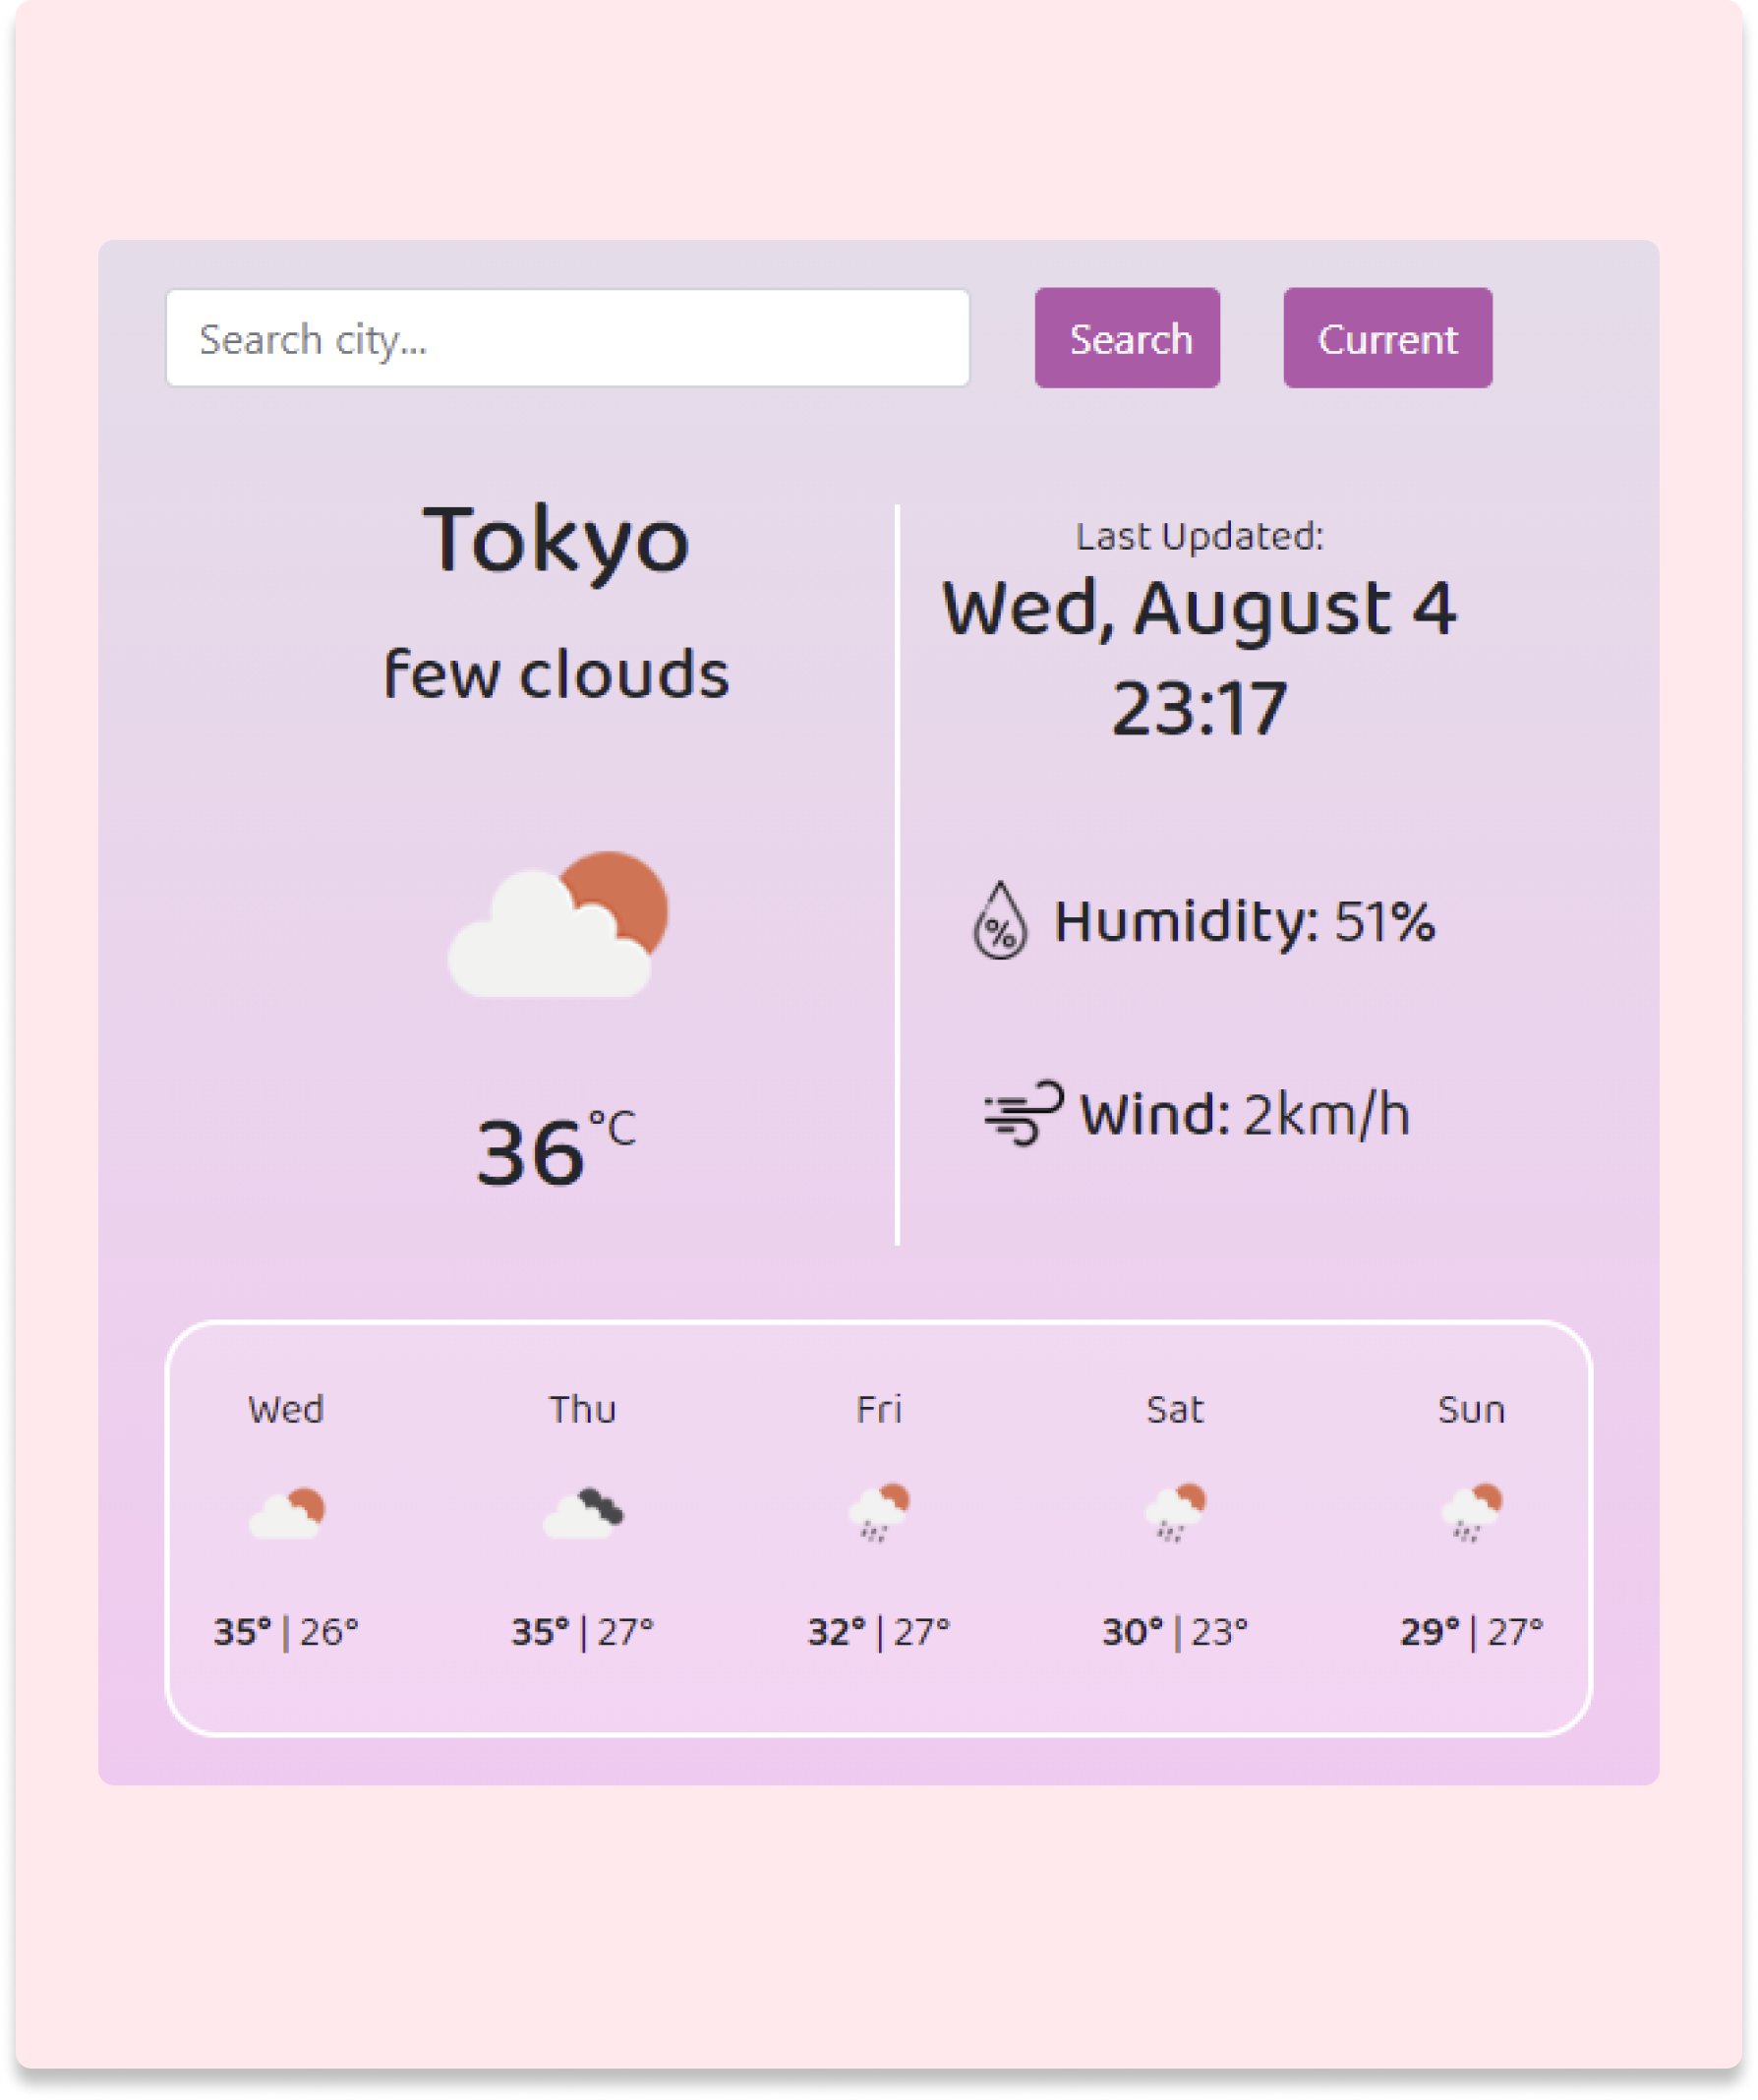 Search city...
Search
Current
Tokyo
few clouds
36°C
Last Updated:
Wed, August 4
23:17
%
Humidity: 51%
Wind: 2km/h
Wed
Thu
Fri
Sat
Sun
35° | 26°
35° | 27°
32° | 27°
30° | 23°
29° | 27°